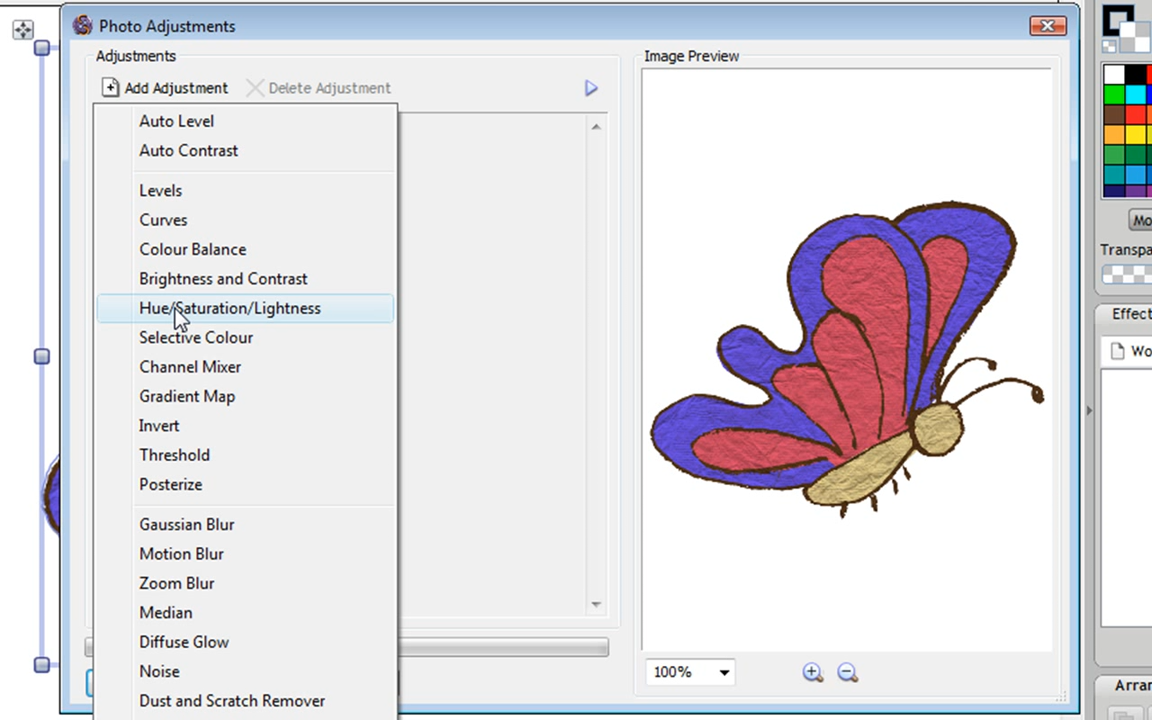 Photo Adjustments
Adjustments
Add Adjustment
Delete Adjustment
Auto Level
Auto Contrast
Levels
Curves
Colour Balance
Brightness and Contrast
Hue/Saturation/Lightness
Selective Colour
Channel Mixer
Gradient Map
Invert
Threshold
Posterize
Gaussian Blur
Motion Blur
Zoom Blur
Median
Diffuse Glow
Noise
Dust and Scratch Remover
Image Preview
100%
Mo
Transpa
Effect
Wo
Arran